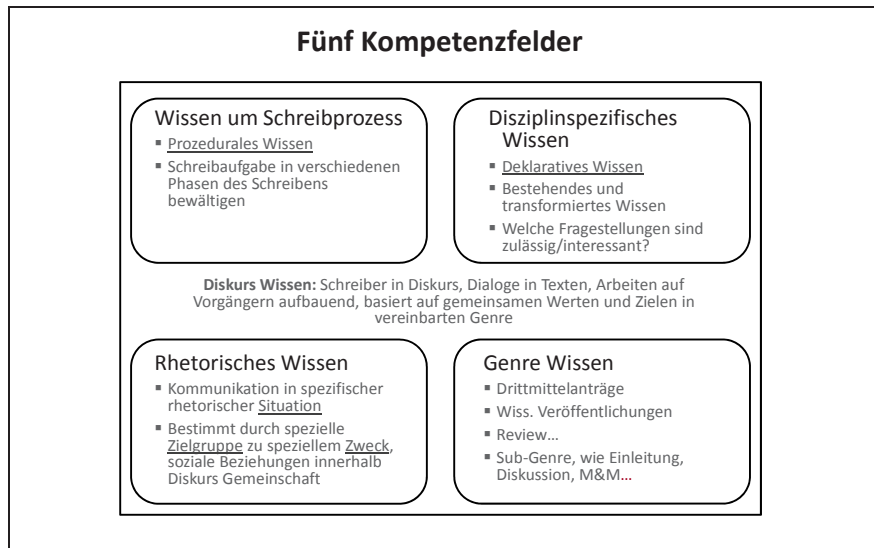 Fünf Kompetenzfelder
Wissen um Schreibprozess
▪ Prozedurales Wissen
▪ Schreibaufgabe in verschiedenen
Phasen des Schreibens
bewältigen
Disziplinspezifisches
Wissen
▪ Deklaratives Wissen
▪ Bestehendes und
transformiertes Wissen
▪ Welche Fragestellungen sind
zulässig/interessant?
Diskurs Wissen: Schreiber in Diskurs, Dialoge in Texten, Arbeiten auf
Vorgängern aufbauend, basiert auf gemeinsamen Werten und Zielen in
vereinbarten Genre
Rhetorisches Wissen
▪ Kommunikation in spezifischer
rhetorischer Situation
▪ Bestimmt durch spezielle
Zielgruppe zu speziellem Zweck,
soziale Beziehungen innerhalb
Diskurs Gemeinschaft
Genre Wissen
▪ Drittmittelanträge
▪ Wiss. Veröffentlichungen
▪ Review…
▪ Sub-Genre, wie Einleitung,
Diskussion, M&M…